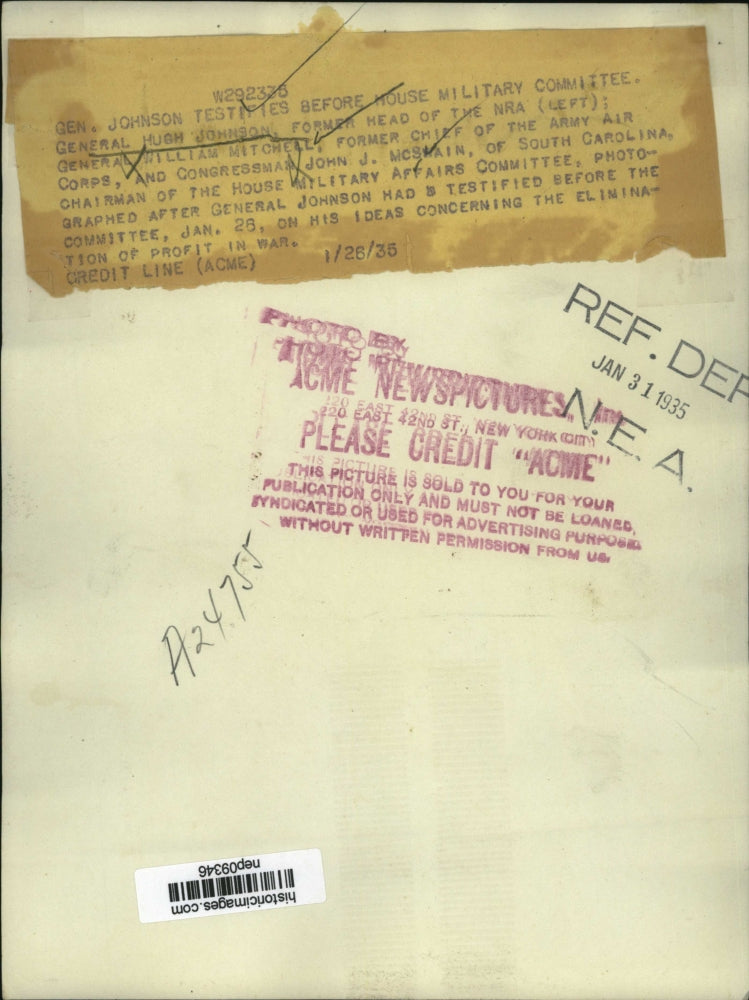 W292335
GEN. JOHNSON TESTIFIES BEFORE HOUSE MILITARY COMMITTEE.
GENERAL HUGH JOHNSON, FORMER HEAD OF THE NRA (LEFT);
GENERAL WILLIAM MITCHELL, FORMER CHIEF OF THE ARMY AIR
CORPS, AND CONGRESSMAN JOHN J. MCSWAIN, OF SOUTH CAROLINA,
CHAIRMAN OF THE HOUSE MILITARY AFFAIRS COMMITTEE, PHOTO-
GRAPHED AFTER GENERAL JOHNSON HAD TESTIFIED BEFORE THE
COMMITTEE, JAN. 26, ON HIS IDEAS CONCERNING THE ELIMINA-
TION OF PROFIT IN WAR.
CREDIT LINE (ACME) 1/26/35
REF. DEP
JAN 31 1935
N. E. A.
PHOTO BY
ACME NEWSPICTURES,
220 EAST 42ND ST., NEW YORK CITY
PLEASE CREDIT "ACME"
THIS PICTURE IS SOLD TO YOU FOR YOUR
PUBLICATION ONLY AND MUST NOT BE LOANED,
SYNDICATED OR USED FOR ADVERTISING PURPOSES
WITHOUT WRITTEN PERMISSION FROM US.
A24755
historicimages.com
nep09346